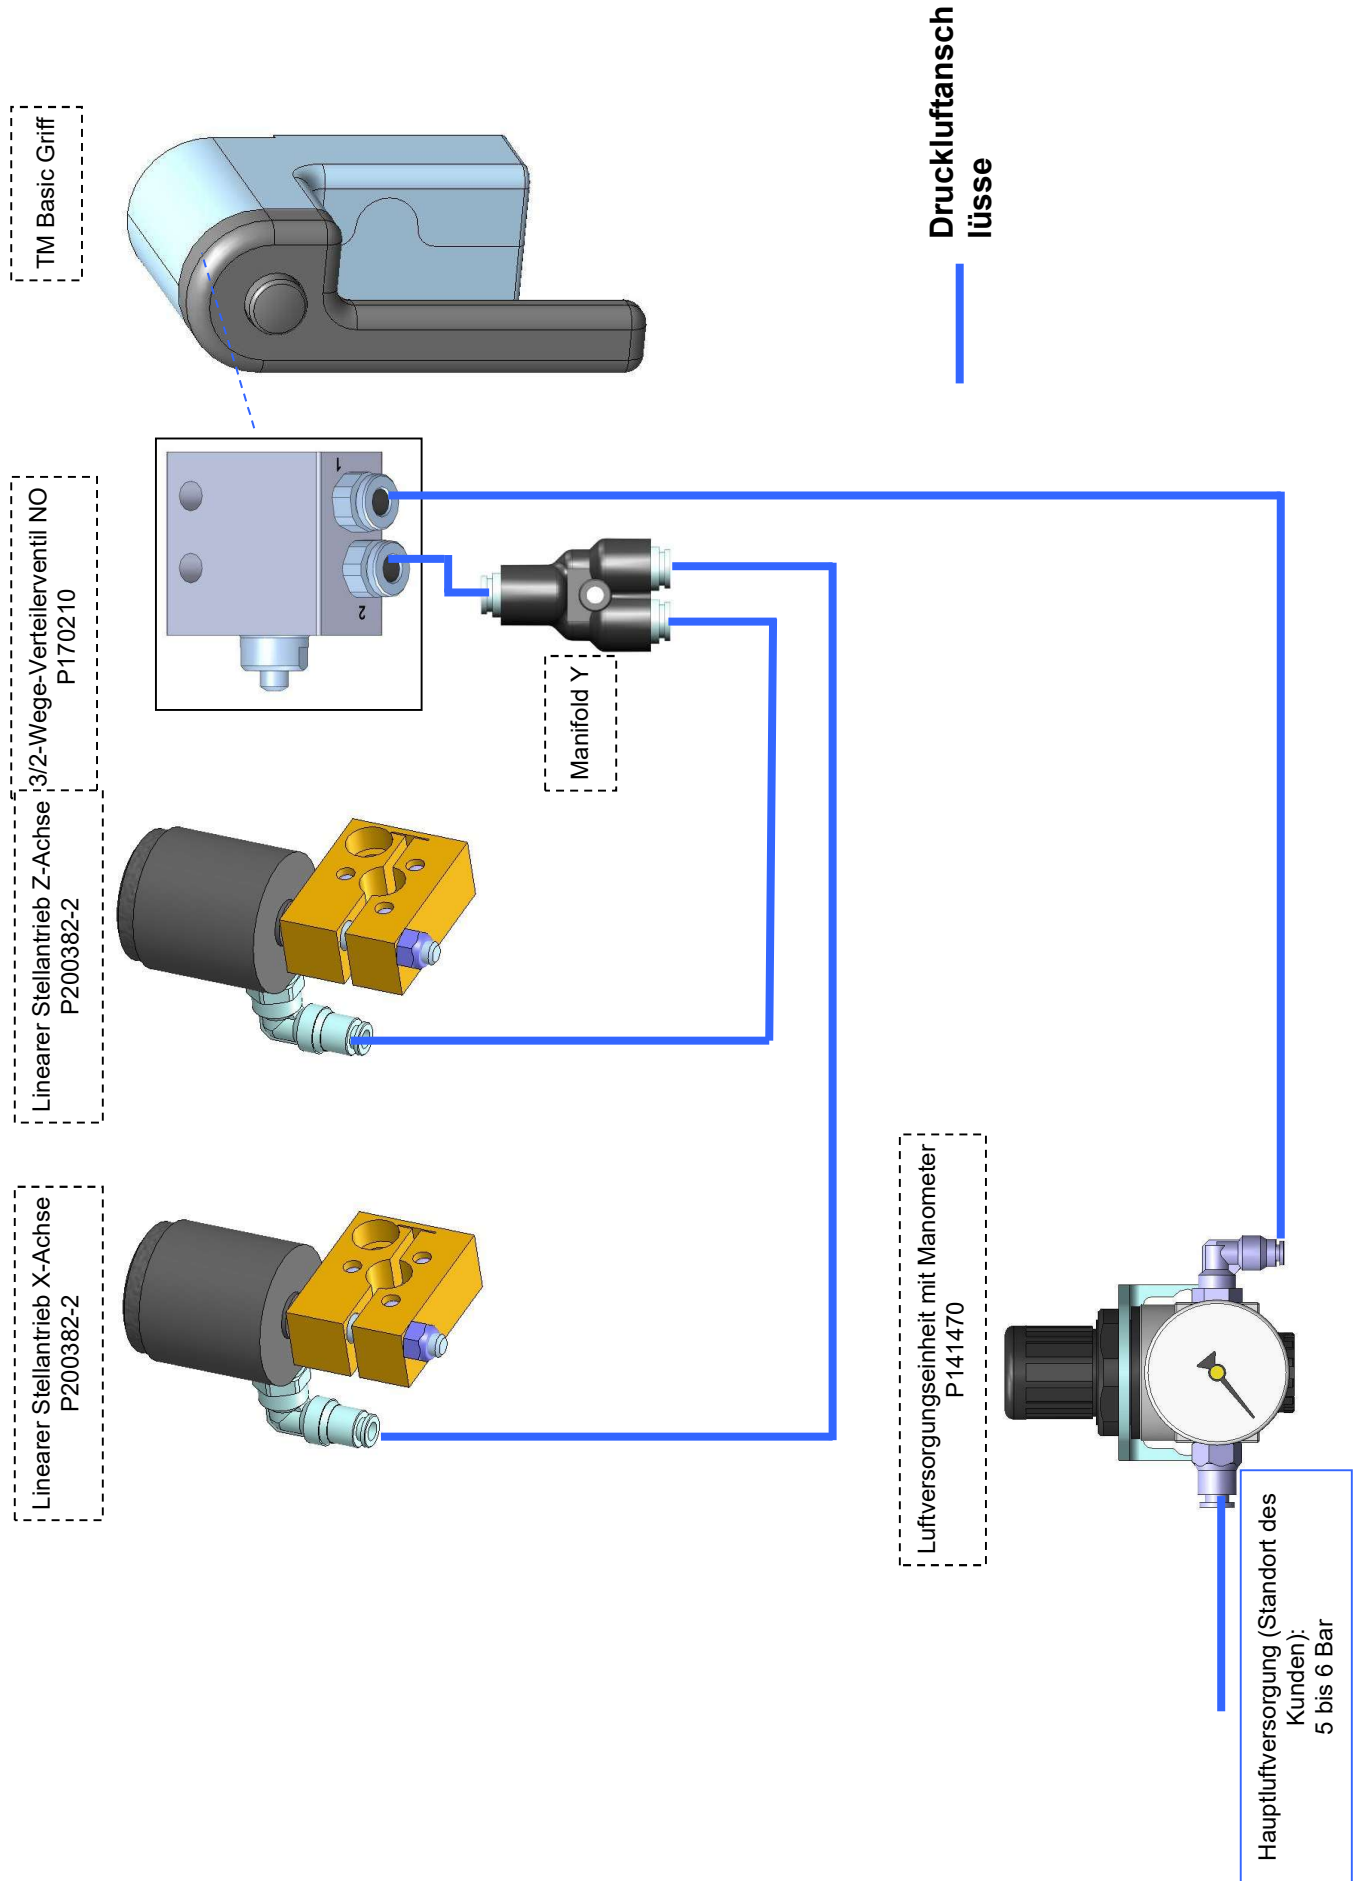 Linearer Stellantrieb X-Achse
P200382-2
Linearer Stellantrieb Z-Achse
P200382-2
3/2-Wege-Verteilerventil NO
P170210
TM Basic Griff
1
2
Manifold Y
Druckluftansch
lüsse
Luftversorgungseinheit mit Manometer
P141470
Hauptluftversorgung (Standort des
Kunden):
5 bis 6 Bar